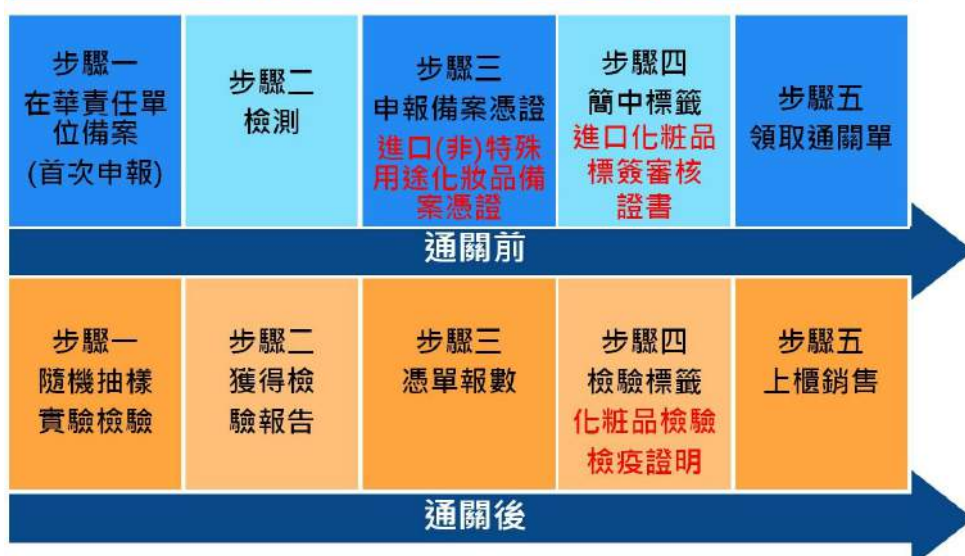 步驟一
在華責任單
位備案
(首次申報)
步驟二
檢測
步驟三
申報備案憑證
進口(非)特殊
用途化妝品備
案憑證
步驟四
簡中標籤
進口化粧品
標簽審核
證書
步驟五
領取通關單
通關前
步驟一
隨機抽樣
實驗檢驗
步驟二
獲得檢
驗報告
步驟三
憑單報數
步驟四
檢驗標籤
化粧品檢驗
檢疫證明
步驟五
上櫃銷售
通關後